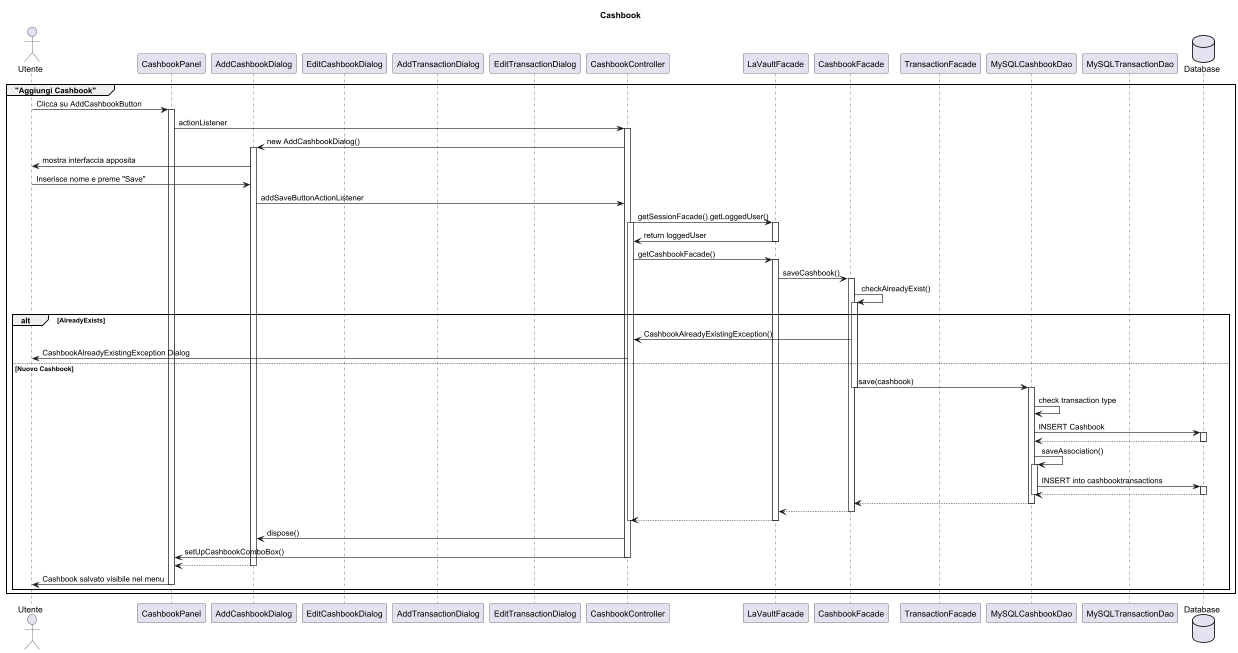 Cashbook
Utente
CashbookPanel
AddCashbookDialog
EditCashbookDialog
AddTransactionDialog
EditTransactionDialog
CashbookController
LaVaultFacade
CashbookFacade
TransactionFacade
MySQLCashbookDao
MySQLTransactionDao
Database
"Aggiungi Cashbook"
Clicca su AddCashbookButton
actionListener
new AddCashbookDialog()
mostra interfaccia apposita
Inserisce nome e preme "Save"
addSaveButtonActionListener
getSessionFacade().getLoggedUser()
return loggedUser
getCashbookFacade()
saveCashbook()
checkAlreadyExist()
alt
[AlreadyExists]
CashbookAlreadyExistingException()
CashbookAlreadyExistingException Dialog
[Nuovo Cashbook]
save(cashbook)
check transaction type
INSERT Cashbook
saveAssociation()
INSERT into cashbooktransactions
dispose()
setUpCashbookComboBox()
Cashbook salvato visibile nel menu
Utente
CashbookPanel
AddCashbookDialog
EditCashbookDialog
AddTransactionDialog
EditTransactionDialog
CashbookController
LaVaultFacade
CashbookFacade
TransactionFacade
MySQLCashbookDao
MySQLTransactionDao
Database